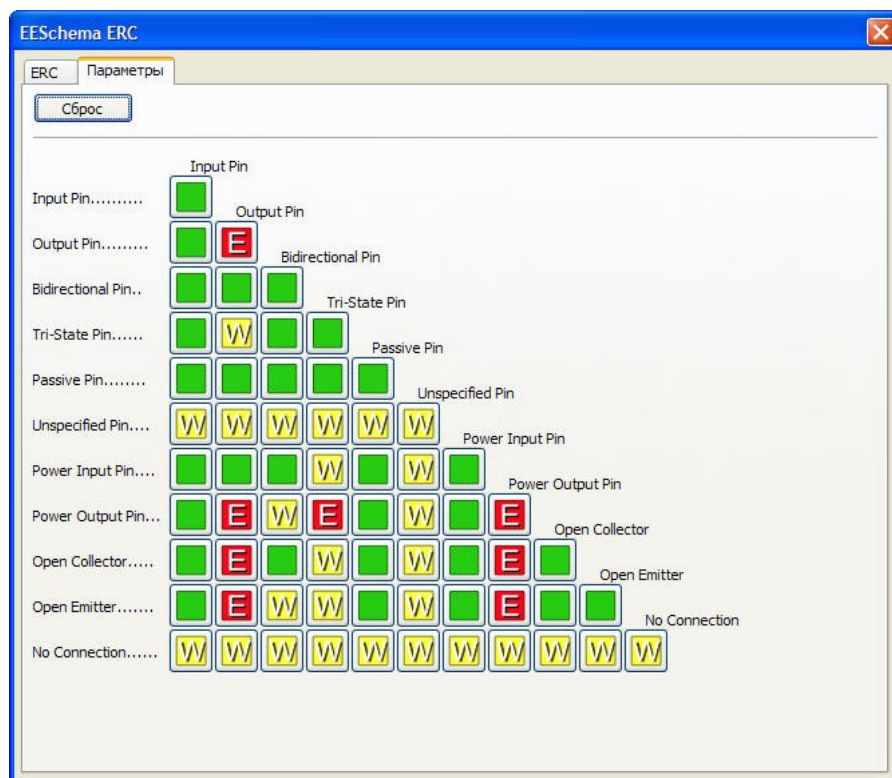 EESchema ERC
ERC Параметры
Сброс
Input Pin
Input Pin..........
Output Pin
Output Pin......... E
Bidirectional Pin
Bidirectional Pin..
Tri-State Pin
Tri-State Pin...... W
Passive Pin
Passive Pin........
Unspecified Pin
Unspecified Pin.... W W W W W W
Power Input Pin
Power Input Pin.... W W
Power Output Pin
Power Output Pin... E W E W E
Open Collector
Open Collector..... E W W E
Open Emitter
Open Emitter....... E W W W E
No Connection
No Connection...... W W W W W W W W W W W